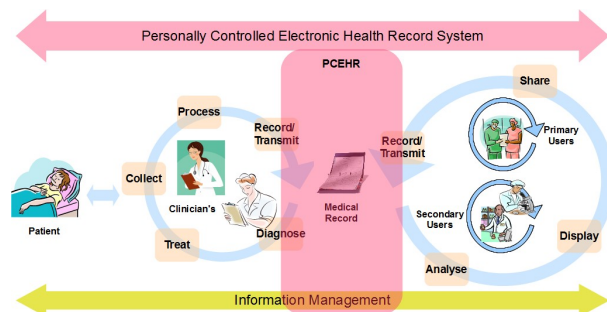 Personally Controlled Electronic Health Record System
PCEHR
Share
Process
Record/
Transmit
Record/
Transmit
Primary
Users
Collect
Clinician's
Medical
Record
Secondary
Users
Patient
Treat
Diagnose
Display
Analyse
Information Management